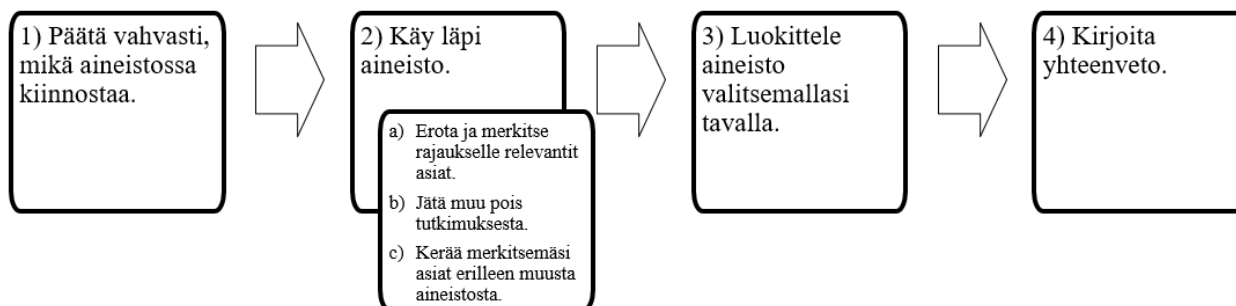 1) Päätä vahvasti,
mikä aineistossa
kiinnostaa.
2) Käy läpi
aineisto.
a) Erota ja merkitse
rajaukselle relevantit
asiat.
b) Jätä muu pois
tutkimuksesta.
c) Kerää merkitsemäsi
asiat erilleen muusta
aineistosta.
3) Luokittele
aineisto
valitsemallasi
tavalla.
4) Kirjoita
yhteenveto.